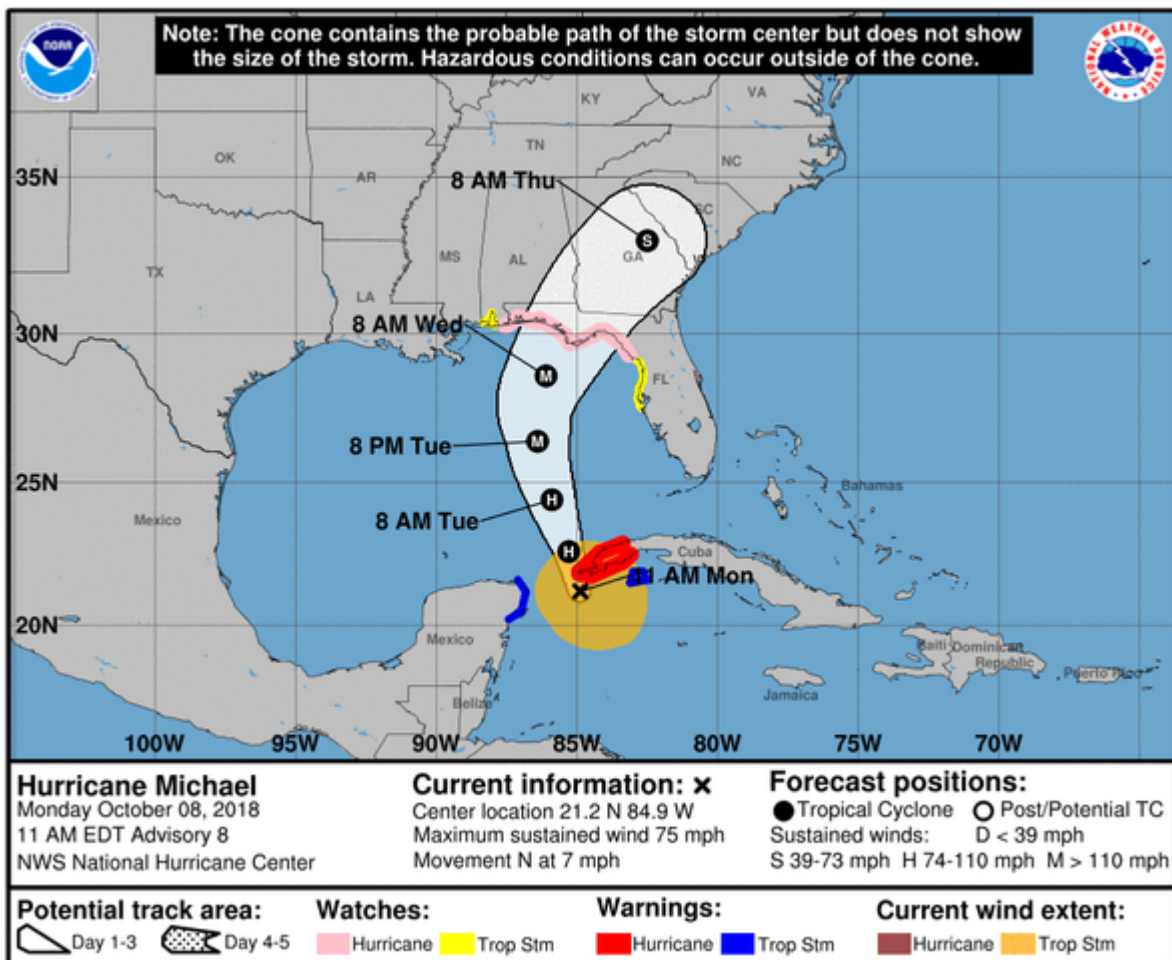 Note: The cone contains the probable path of the storm center but does not show
the size of the storm. Hazardous conditions can occur outside of the cone.
NOAA
NATIONAL WEATHER SERVICE
KY
VA
OK
TN
NC
AR
35N
8 AM Thu
SC
MS
AL
GA
TX
LA
8 AM Wed
30N
FL
8 PM Tue
25N
Bahamas
Mexico
8 AM Tue
Cuba
11 AM Mon
20N
Mexico
Haiti
Dominican
Republic
Puerto Rico
Jamaica
Belize
100W
95W
90W
85W
80W
75W
70W
M
M
H
H
S
Hurricane Michael
Monday October 08, 2018
11 AM EDT Advisory 8
NWS National Hurricane Center
Current information: ×
Center location 21.2 N 84.9 W
Maximum sustained wind 75 mph
Movement N at 7 mph
Forecast positions:
● Tropical Cyclone ○ Post/Potential TC
Sustained winds: D < 39 mph
S 39-73 mph H 74-110 mph M > 110 mph
Potential track area:
Day 1-3 Day 4-5
Watches:
Hurricane Trop Stm
Warnings:
Hurricane Trop Stm
Current wind extent:
Hurricane Trop Stm